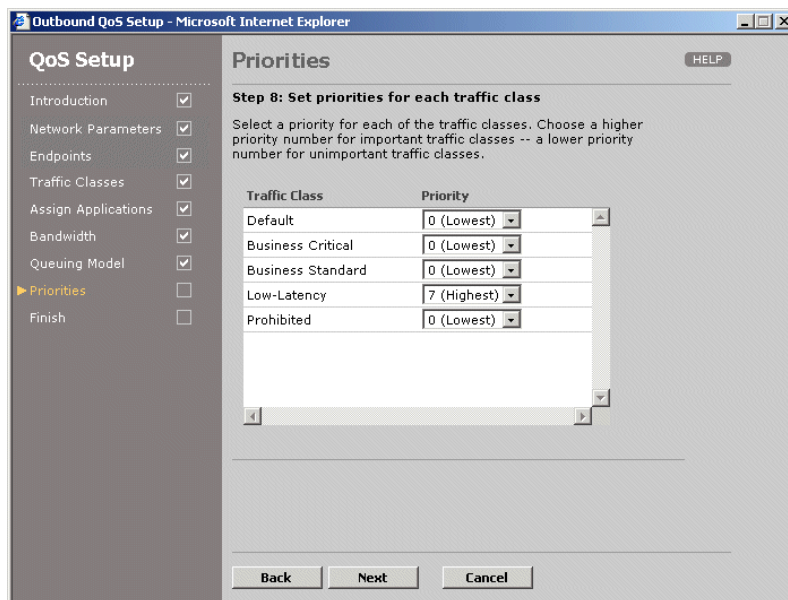 Outbound QoS Setup - Microsoft Internet Explorer
QoS Setup
Introduction
Network Parameters
Endpoints
Traffic Classes
Assign Applications
Bandwidth
Queuing Model
Priorities
Finish
Priorities
HELP
Step 8: Set priorities for each traffic class
Select a priority for each of the traffic classes. Choose a higher
priority number for important traffic classes -- a lower priority
number for unimportant traffic classes.
Traffic Class Priority
Default 0 (Lowest)
Business Critical 0 (Lowest)
Business Standard 0 (Lowest)
Low-Latency 7 (Highest)
Prohibited 0 (Lowest)
Back Next Cancel